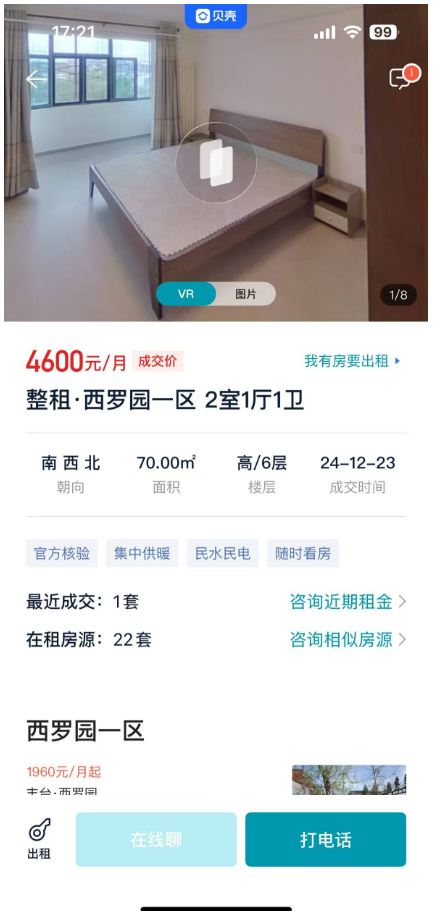 17:21
贝壳
99
1
VR
图片
1/8
4600元/月 成交价
我有房要出租
整租·西罗园一区 2室1厅1卫
南 西 北
70.00㎡
高/6层
24-12-23
朝向
面积
楼层
成交时间
官方核验
集中供暖
民水民电
随时看房
最近成交：1套
咨询近期租金
在租房源：22套
咨询相似房源
西罗园一区
1960元/月起
丰台·西罗园
出租
在线聊
打电话